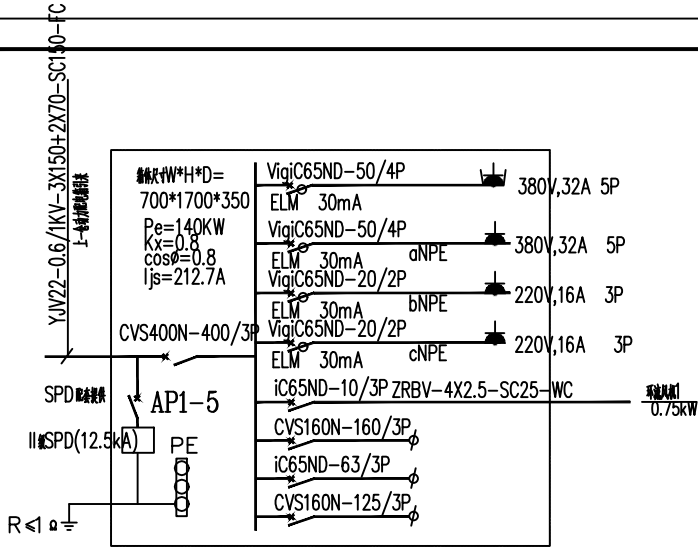 YJV22-0.6/1KV-3X150+2X70-SC150-FC
W*H*D=
700*1700*350
Pe=140KW
Kx=0.8
cosø=0.8
Ijs=212.7A
CVS400N-400/3P
SPD
AP1-5
SPD(12.5kA)
PE
R≤1 Ω
VigiC65ND-50/4P
ELM 30mA
380V,32A 5P
VigiC65ND-50/4P
ELM 30mA
aNPE
380V,32A 5P
VigiC65ND-20/2P
ELM 30mA
bNPE
220V,16A 3P
VigiC65ND-20/2P
ELM 30mA
cNPE
220V,16A 3P
iC65ND-10/3P ZRBV-4X2.5-SC25-WC
0.75kW
CVS160N-160/3P
iC65ND-63/3P
CVS160N-125/3P